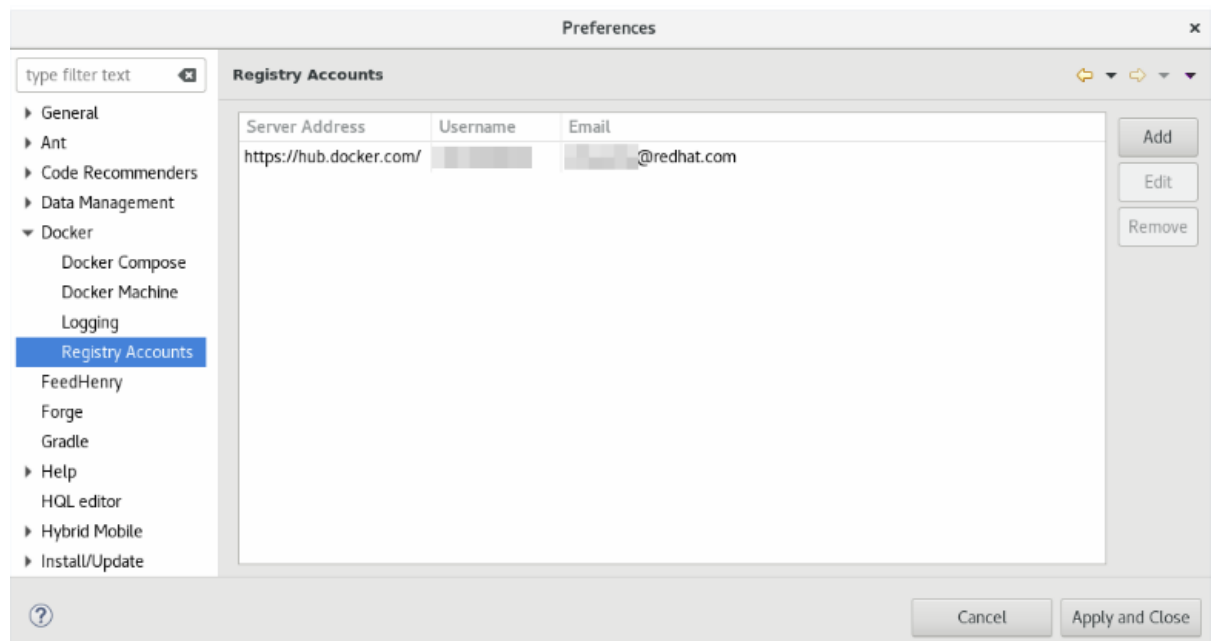 Preferences
type filter text
Registry Accounts
General
Ant
Code Recommenders
Data Management
Docker
Docker Compose
Docker Machine
Logging
Registry Accounts
FeedHenry
Forge
Gradle
Help
HQL editor
Hybrid Mobile
Install/Update
Server Address Username Email
https://hub.docker.com/ @redhat.com
Add
Edit
Remove
Cancel Apply and Close